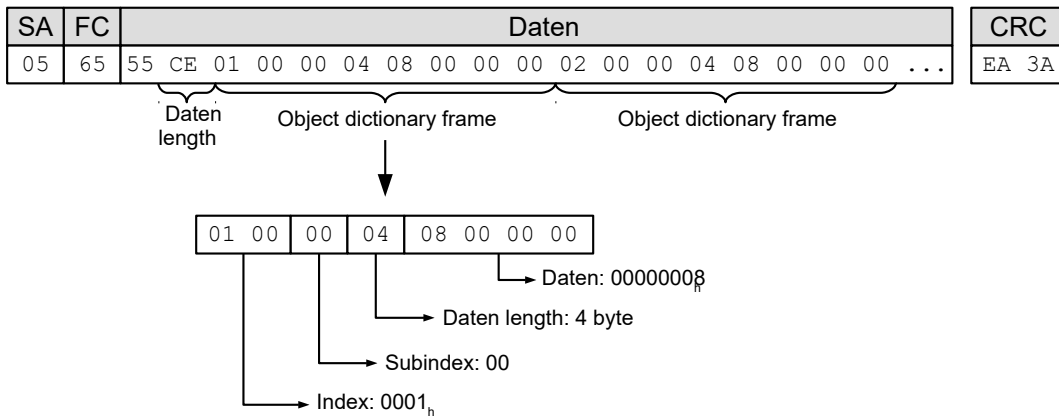 SA FC Daten CRC
05 65 55 CE 01 00 00 04 08 00 00 00 02 00 00 04 08 00 00 00 ... EA 3A
Daten
length
Object dictionary frame Object dictionary frame
01 00 00 04 08 00 00 00
Daten: 00000008h
Daten length: 4 byte
Subindex: 00
Index: 0001h